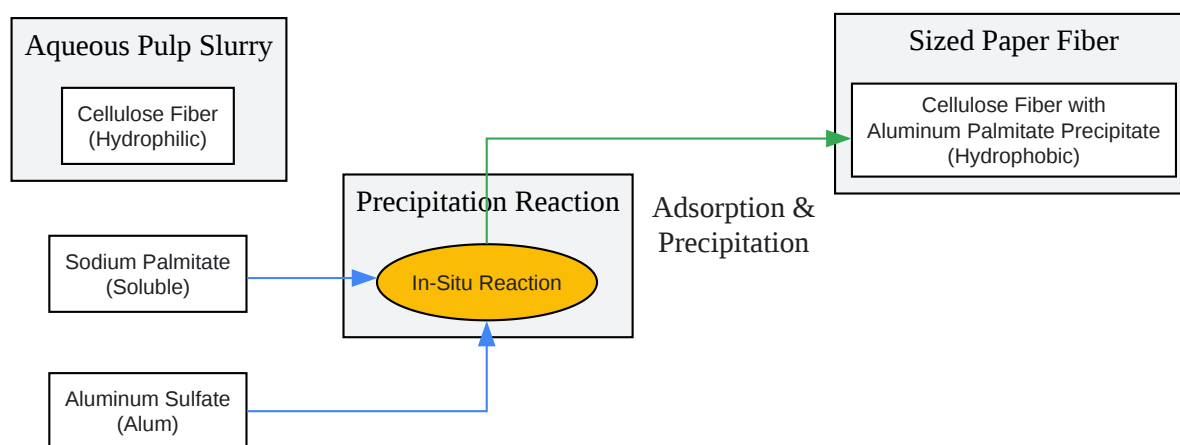 Aqueous Pulp Slurry
Cellulose Fiber
(Hydrophilic)
Sized Paper Fiber
Cellulose Fiber with
Aluminum Palmitate Precipitate
(Hydrophobic)
Precipitation Reaction
In-Situ Reaction
Adsorption &
Precipitation
Sodium Palmitate
(Soluble)
Aluminum Sulfate
(Alum)